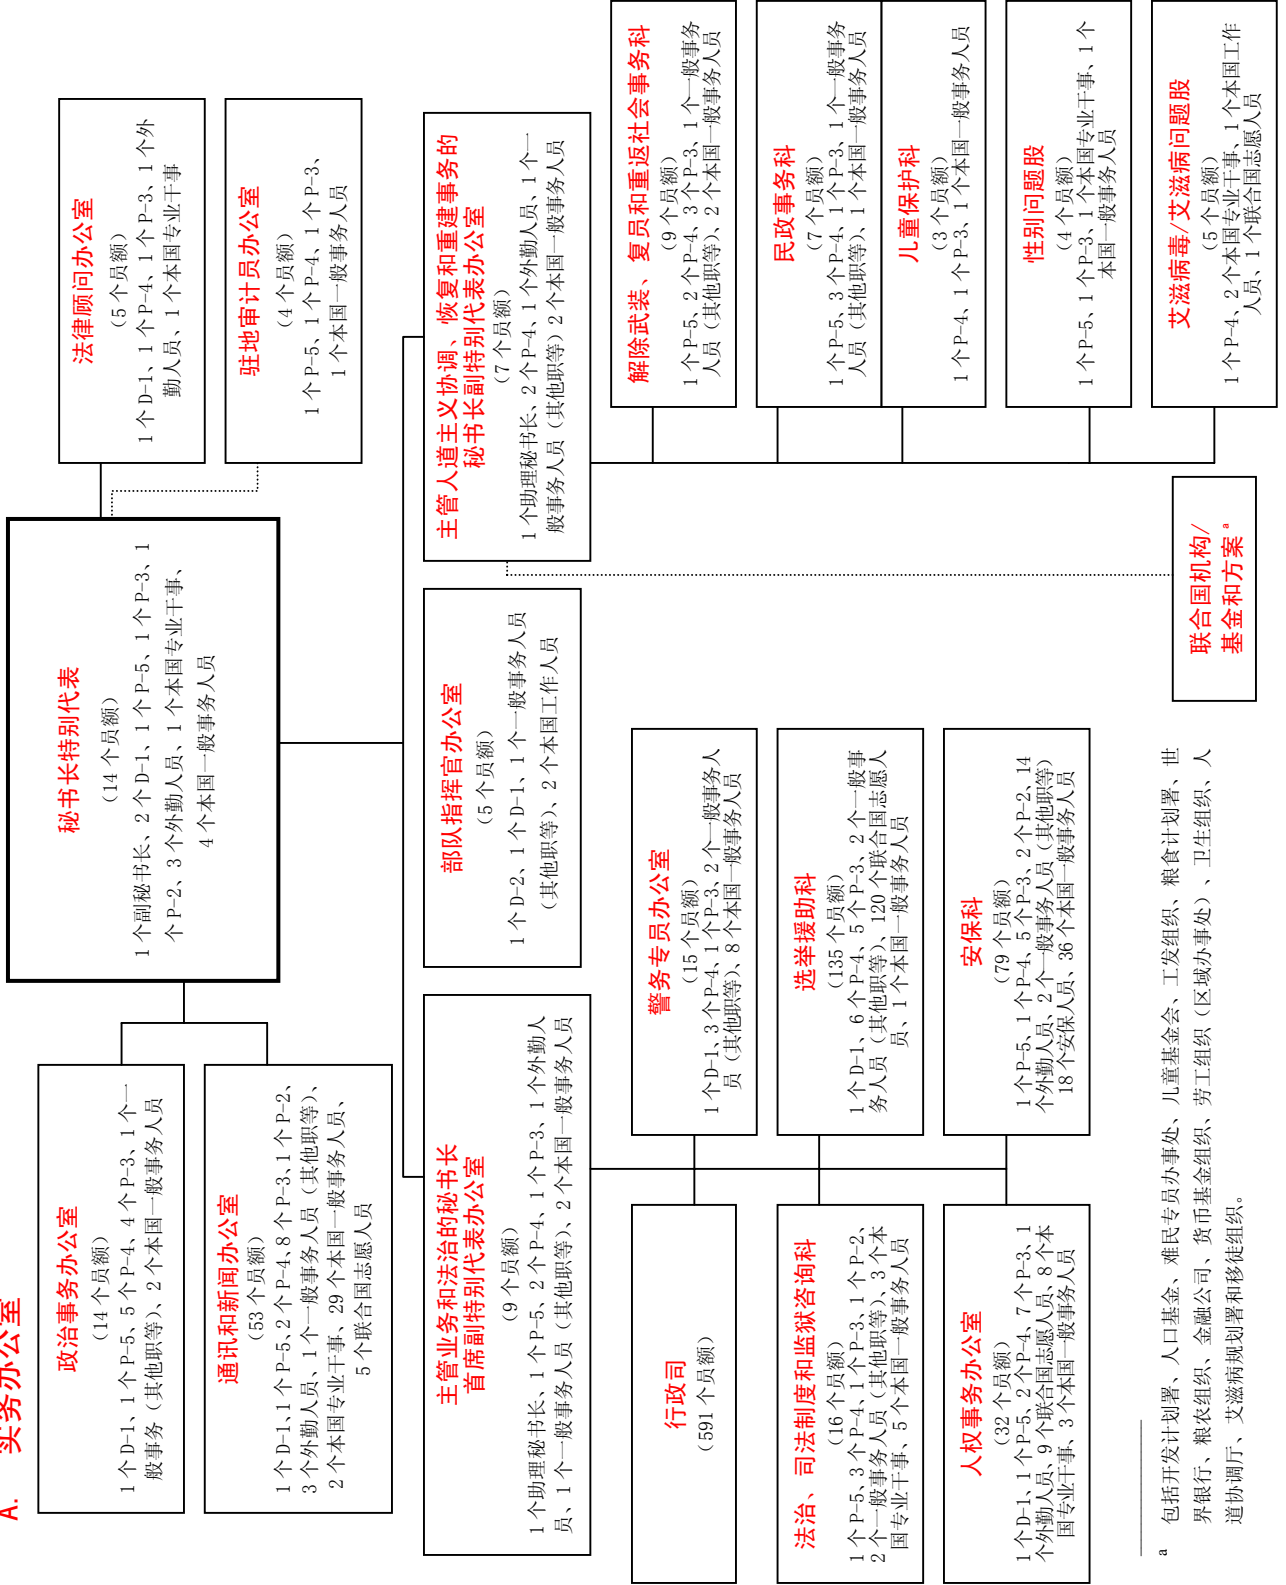 A. 实务办公室
秘书长特别代表
(14 个员额)
1 个副秘书长、2 个 D-1、1 个 P-5、1 个 P-3、1
个 P-2、3 个外勤人员、1 个本国专业干事、
4 个本国一般事务人员
法律顾问办公室
(5 个员额)
1 个 D-1、1 个 P-4、1 个 P-3、1 个外
勤人员、1 个本国专业干事
驻地审计员办公室
(4 个员额)
1 个 P-5、1 个 P-4、1 个 P-3、
1 个本国一般事务人员
政治事务办公室
(14 个员额)
1 个 D-1、1 个 P-5、5 个 P-4、4 个 P-3、1 个一
般事务（其他职等）、2 个本国一般事务人员
通讯和新闻办公室
(53 个员额)
1 个 D-1、1 个 P-5、2 个 P-4、8 个 P-3、1 个 P-2、
3 个外勤人员、1 个一般事务人员（其他职等）、
2 个本国专业干事、29 个本国一般事务人员、
5 个联合国志愿人员
主管业务和法治的秘书长
首席副特别代表办公室
(9 个员额)
1 个助理秘书长、1 个 P-5、2 个 P-4、1 个 P-3、1 个外勤人
员、1 个一般事务人员（其他职等）、2 个本国一般事务人员
部队指挥官办公室
(5 个员额)
1 个 D-2、1 个 D-1、1 个一般事务人员
（其他职等）、2 个本国工作人员
主管人道主义协调、恢复和重建事务的
秘书长副特别代表办公室
(7 个员额)
1 个助理秘书长、2 个 P-4、1 个外勤人员、1 个一
般事务人员（其他职等）2 个本国一般事务人员
行政司
(591 个员额)
警务专员办公室
(15 个员额)
1 个 D-1、3 个 P-4、1 个 P-3、2 个一般事务人
员（其他职等）、8 个本国一般事务人员
法治、司法制度和监狱咨询科
(16 个员额)
1 个 P-5、3 个 P-4、1 个 P-3、1 个 P-2、
2 个一般事务人员（其他职等）、3 个本
国专业干事、5 个本国一般事务人员
选举援助科
(135 个员额)
1 个 D-1、6 个 P-4、5 个 P-3、2 个一般事
务人员（其他职等）、120 个联合国志愿人
员、1 个本国一般事务人员
人权事务办公室
(32 个员额)
1 个 D-1、1 个 P-5、2 个 P-4、7 个 P-3、1
个外勤人员、9 个联合国志愿人员、8 个本
国专业干事、3 个本国一般事务人员
安保科
(79 个员额)
1 个 P-5、1 个 P-4、5 个 P-3、2 个 P-2、14
个外勤人员、2 个一般事务人员（其他职等）
18 个安保人员、36 个本国一般事务人员
解除武装、复员和重返社会事务科
(9 个员额)
1 个 P-5、2 个 P-4、3 个 P-3、1 个一般事务
人员（其他职等）、2 个本国一般事务人员
民政事务科
(7 个员额)
1 个 P-5、3 个 P-4、1 个 P-3、1 个一般事务
人员（其他职等）、1 个本国一般事务人员
儿童保护科
(3 个员额)
1 个 P-4、1 个 P-3、1 个本国一般事务人员
性别问题股
(4 个员额)
1 个 P-5、1 个 P-3、1 个本国专业干事、1 个
本国一般事务人员
艾滋病毒/艾滋病问题股
(5 个员额)
1 个 P-4、2 个本国专业干事、1 个本国工作
人员、1 个联合国志愿人员
联合国机构/
基金和方案 a
a 包括开发计划署、人口基金、难民专员办事处、儿童基金会、工发组织、粮食计划署、世
界银行、粮农组织、金融公司、货币基金组织、劳工组织（区域办事处）、卫生组织、人
道协调厅、艾滋病规划署和移徙组织。